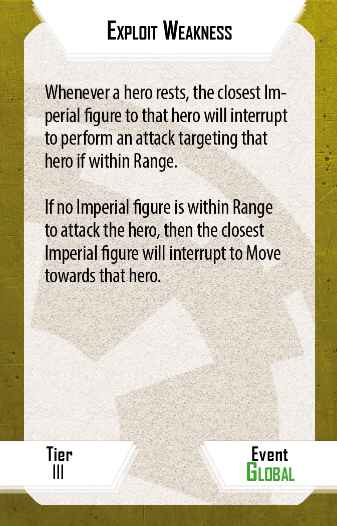 Exploit Weakness
Whenever a hero rests, the closest Im-
perial figure to that hero will interrupt
to perform an attack targeting that
hero if within Range.
If no Imperial figure is within Range
to attack the hero, then the closest
Imperial figure will interrupt to Move
towards that hero.
Tier
III
Event
Global